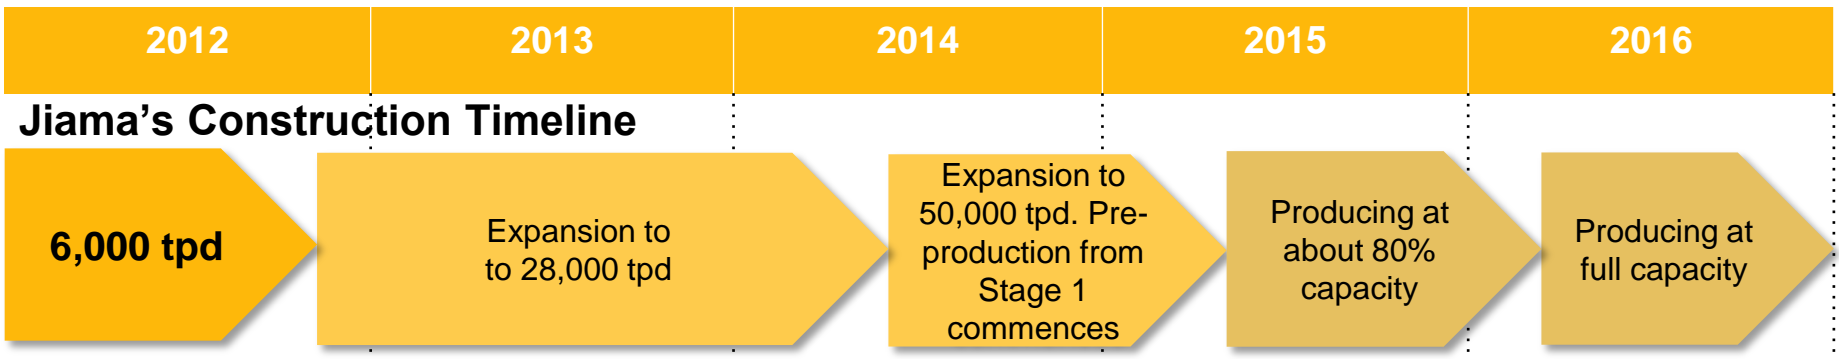 2012 2013 2014 2015 2016
Jiama’s Construction Timeline
6,000 tpd
Expansion to
to 28,000 tpd
Expansion to
50,000 tpd. Pre-
production from
Stage 1
commences
Producing at
about 80%
capacity
Producing at
full capacity